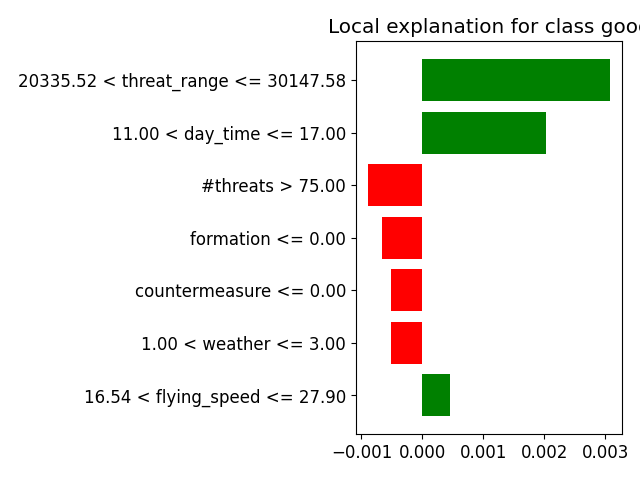 Local explanation for class good
20335.52 < threat_range <= 30147.58
11.00 < day_time <= 17.00
#threats > 75.00
formation <= 0.00
countermeasure <= 0.00
1.00 < weather <= 3.00
16.54 < flying_speed <= 27.90
−0.001 0.000 0.001 0.002 0.003